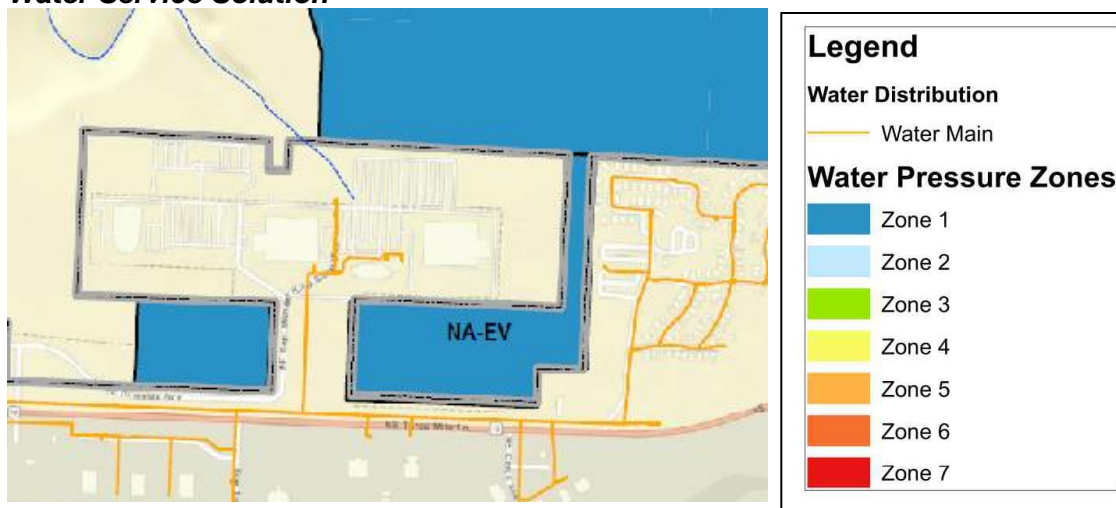 Water Service Solution
NA-EV
Legend
Water Distribution
Water Main
Water Pressure Zones
Zone 1
Zone 2
Zone 3
Zone 4
Zone 5
Zone 6
Zone 7